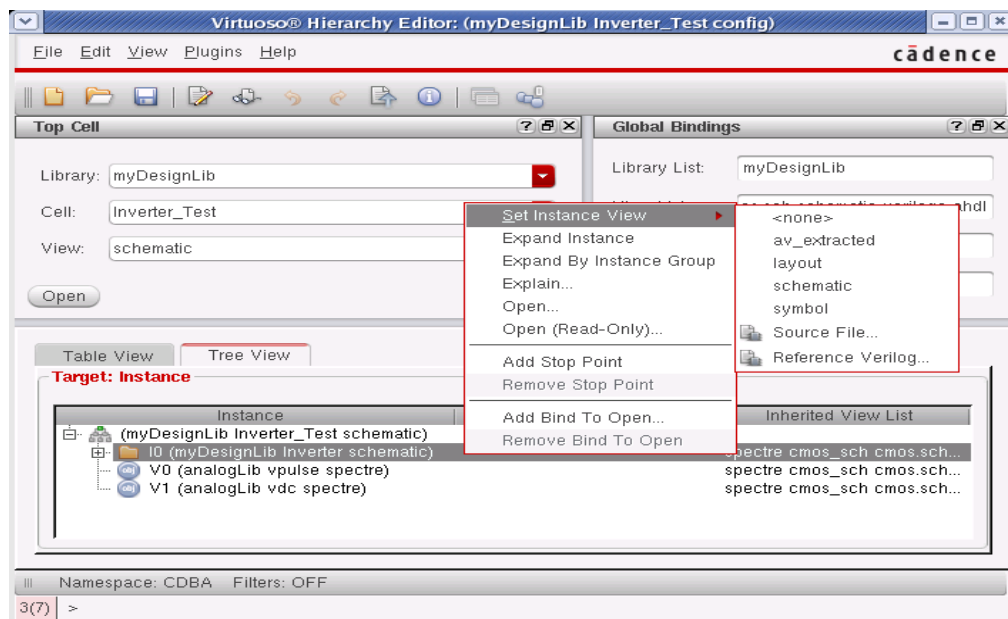 Virtuoso® Hierarchy Editor: (myDesignLib Inverter_Test config)
File Edit View Plugins Help
cādence
Top Cell
Global Bindings
Library: myDesignLib
Library List: myDesignLib
Cell: Inverter_Test
View: schematic
Open
Set Instance View
Expand Instance
Expand By Instance Group
Explain...
Open...
Open (Read-Only)...
Add Stop Point
Remove Stop Point
Add Bind To Open...
Remove Bind To Open
<none>
av_extracted
layout
schematic
symbol
Source File...
Reference Verilog...
Table View Tree View
Target: Instance
Instance Inherited View List
(myDesignLib Inverter_Test schematic)
I0 (myDesignLib Inverter schematic) spectre cmos_sch cmos.sch...
obj V0 (analogLib vpulse spectre) spectre cmos_sch cmos.sch...
obj V1 (analogLib vdc spectre) spectre cmos_sch cmos.sch...
Namespace: CDBA Filters: OFF
3(7) >